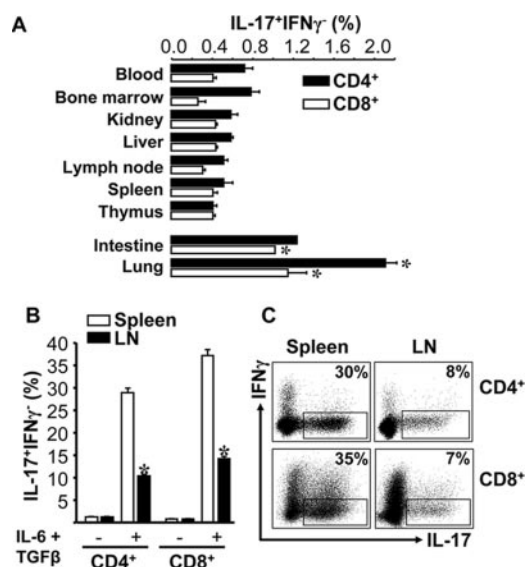 A
IL-17⁺IFNγ⁻ (%)
0.0 0.4 0.8 1.2 1.6 2.0
Blood
Bone marrow
Kidney
Liver
Lymph node
Spleen
Thymus
Intestine
Lung
CD4⁺
CD8⁺
*
*
*
B
Spleen
LN
IL-17⁺IFNγ⁻ (%)
40
35
30
25
20
15
10
5
*
*
IL-6 + - + - +
TGFβ
CD4⁺ CD8⁺
C
Spleen LN
IFNγ
30% 8% CD4⁺
35% 7% CD8⁺
IL-17